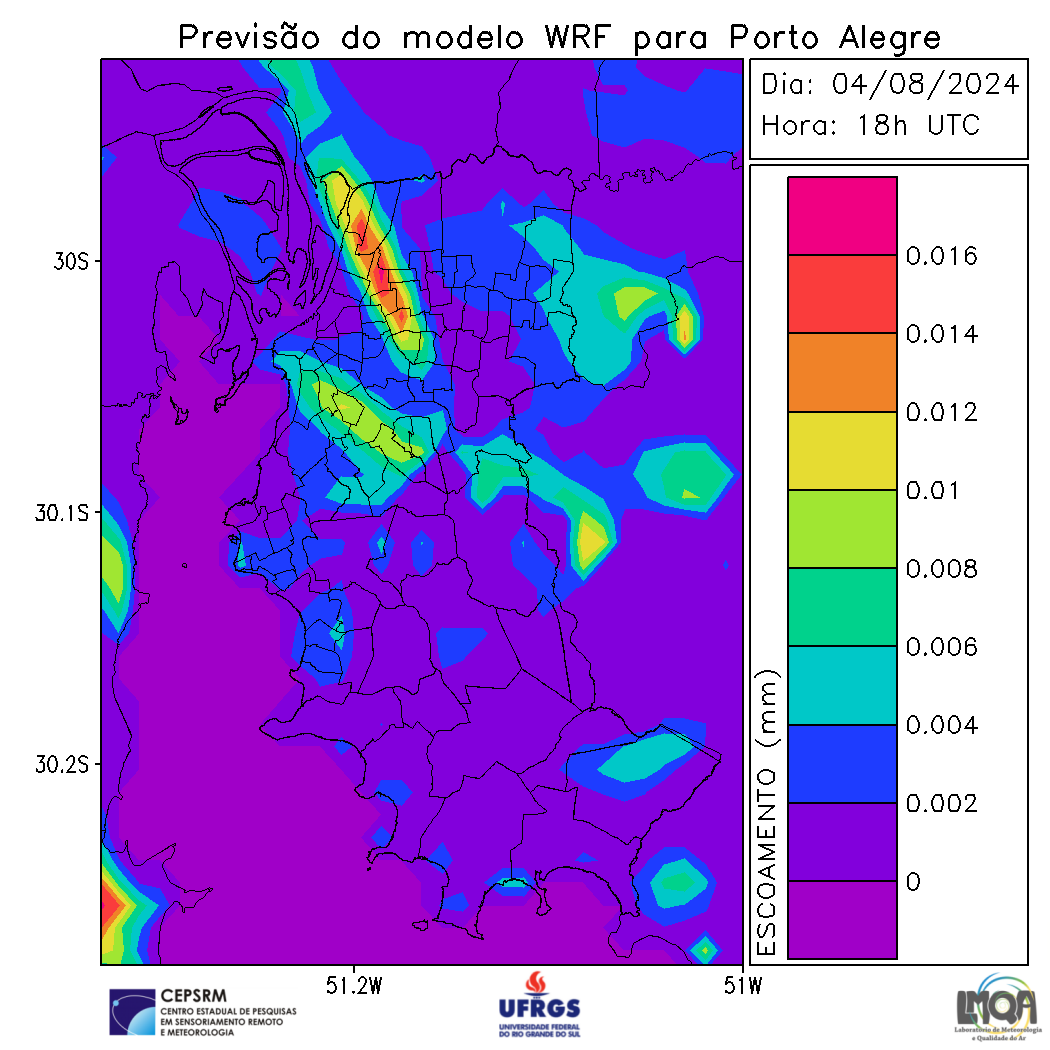 Previsão do modelo WRF para Porto Alegre
Dia: 04/08/2024
Hora: 18h UTC
30S
30.1S
30.2S
51.2W
51W
ESCOAMENTO (mm)
0.016
0.014
0.012
0.01
0.008
0.006
0.004
0.002
0
CEPSRM
CENTRO ESTADUAL DE PESQUISAS
EM SENSORIAMENTO REMOTO
E METEOROLOGIA
UFRGS
UNIVERSIDADE FEDERAL
DO RIO GRANDE DO SUL
LMQA
Laboratório de Meteorologia
e Qualidade do Ar